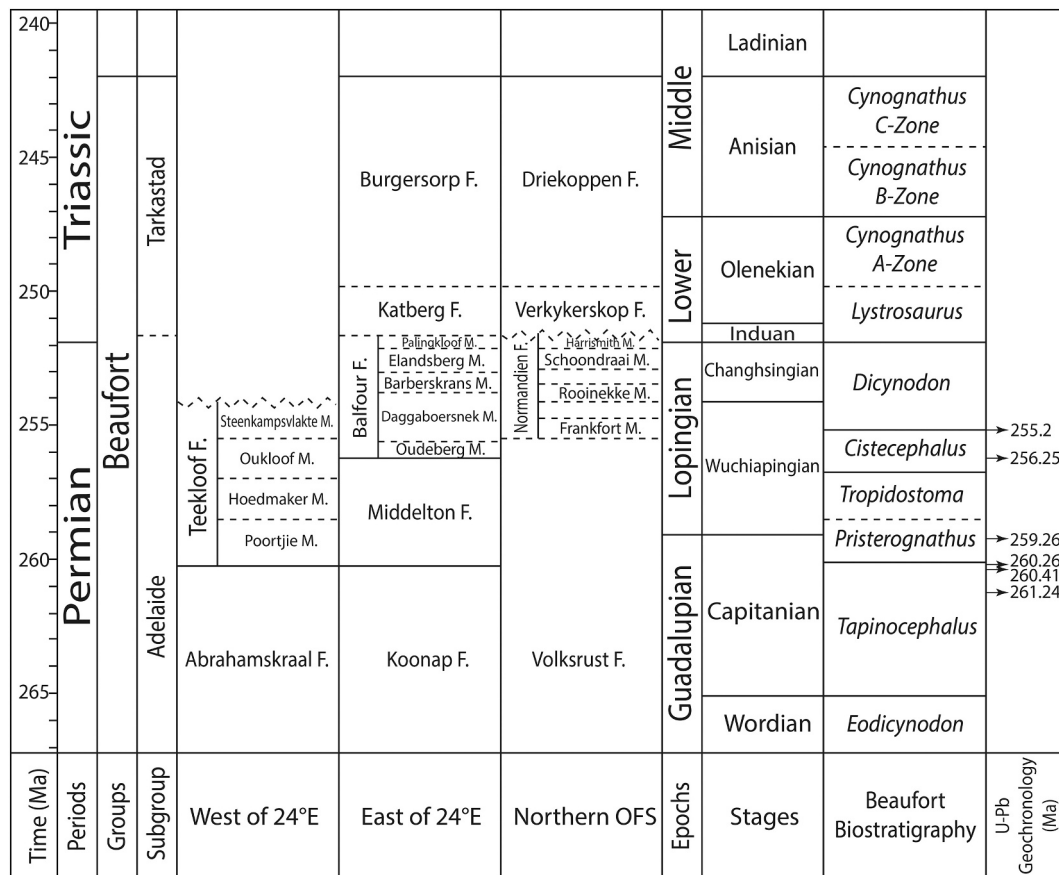 240
245
250
255
260
265
Time (Ma)
Triassic
Permian
Periods
Beaufort
Groups
Tarkastad
Adelaide
Subgroup
Teekloof F.
Steenkampsvlakte M.
Oukloof M.
Hoedmaker M.
Poortjie M.
Abrahamskraal F.
West of 24°E
Burgersorp F.
Katberg F.
Balfour F.
Palingkloof M.
Elandsberg M.
Barberskrans M.
Daggaboersnek M.
Oudeberg M.
Middelton F.
Koonap F.
East of 24°E
Driekoppen F.
Verkykerskop F.
Normandien F.
Harrismith M.
Schoondraai M.
Rooinekke M.
Frankfort M.
Volksrust F.
Northern OFS
Middle
Lower
Lopingian
Guadalupian
Epochs
Ladinian
Anisian
Olenekian
Induan
Changhsingian
Wuchiapingian
Capitanian
Wordian
Stages
Cynognathus
C-Zone
Cynognathus
B-Zone
Cynognathus
A-Zone
Lystrosaurus
Dicynodon
Cistecephalus
Tropidostoma
Pristerognathus
Tapinocephalus
Eodicynodon
Beaufort
Biostratigraphy
255.2
256.25
259.26
260.26
260.41
261.24
U-Pb
Geochronology
(Ma)